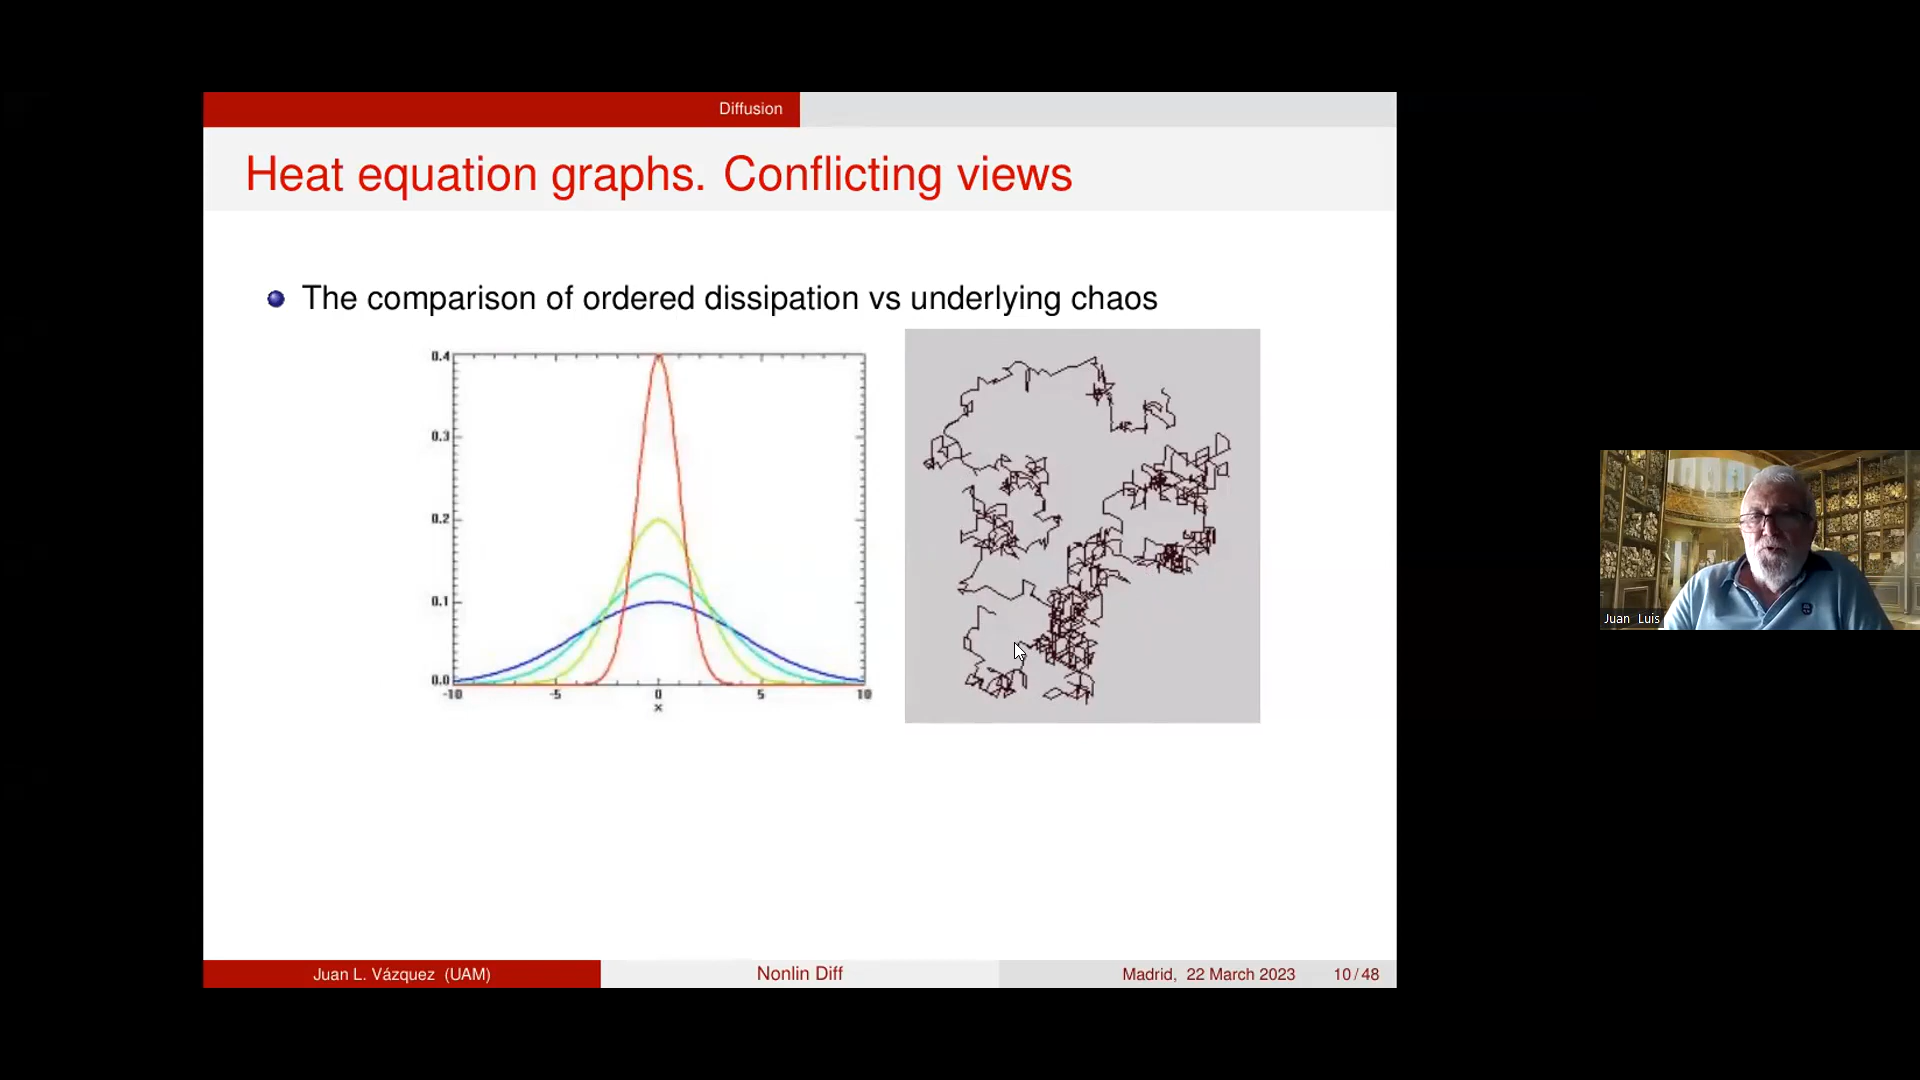 Diffusion
Heat equation graphs. Conflicting views
The comparison of ordered dissipation vs underlying chaos
0.4
0.3
0.2
0.1
0.0
-10 -5 0 5 10
x
Juan Luis
Juan L. Vázquez (UAM) Nonlin Diff Madrid, 22 March 2023 10 / 48